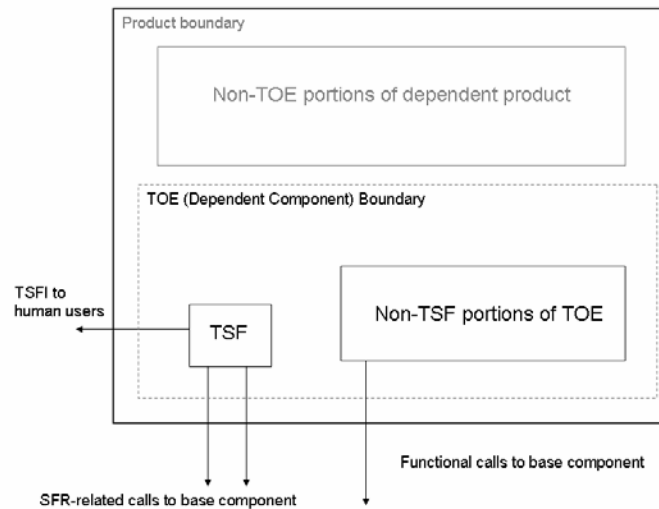 Product boundary
Non-TOE portions of dependent product
TOE (Dependent Component) Boundary
TSFI to
human users
TSF
Non-TSF portions of TOE
Functional calls to base component
SFR-related calls to base component